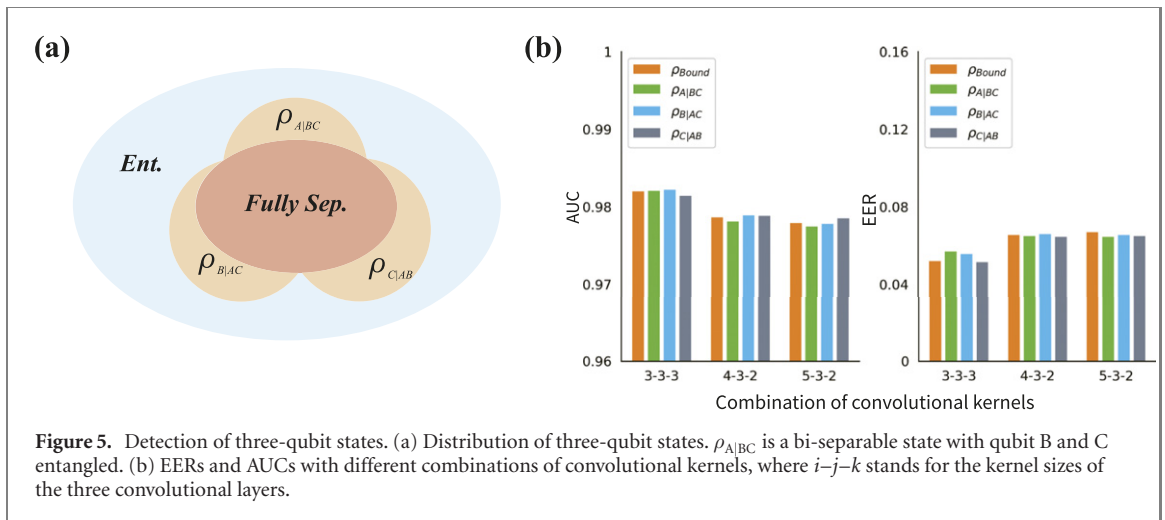 (a)
ρ A|BC
Ent.
Fully Sep.
ρ B|AC
ρ C|AB
(b)
1
0.99
0.98
0.97
0.96
AUC
ρBound
ρA|BC
ρB|AC
ρC|AB
3-3-3 4-3-2 5-3-2
0.16
0.12
0.08
0.04
0
EER
ρBound
ρA|BC
ρB|AC
ρC|AB
3-3-3 4-3-2 5-3-2
Combination of convolutional kernels
Figure 5. Detection of three-qubit states. (a) Distribution of three-qubit states. ρA|BC is a bi-separable state with qubit B and C
entangled. (b) EERs and AUCs with different combinations of convolutional kernels, where i–j–k stands for the kernel sizes of
the three convolutional layers.